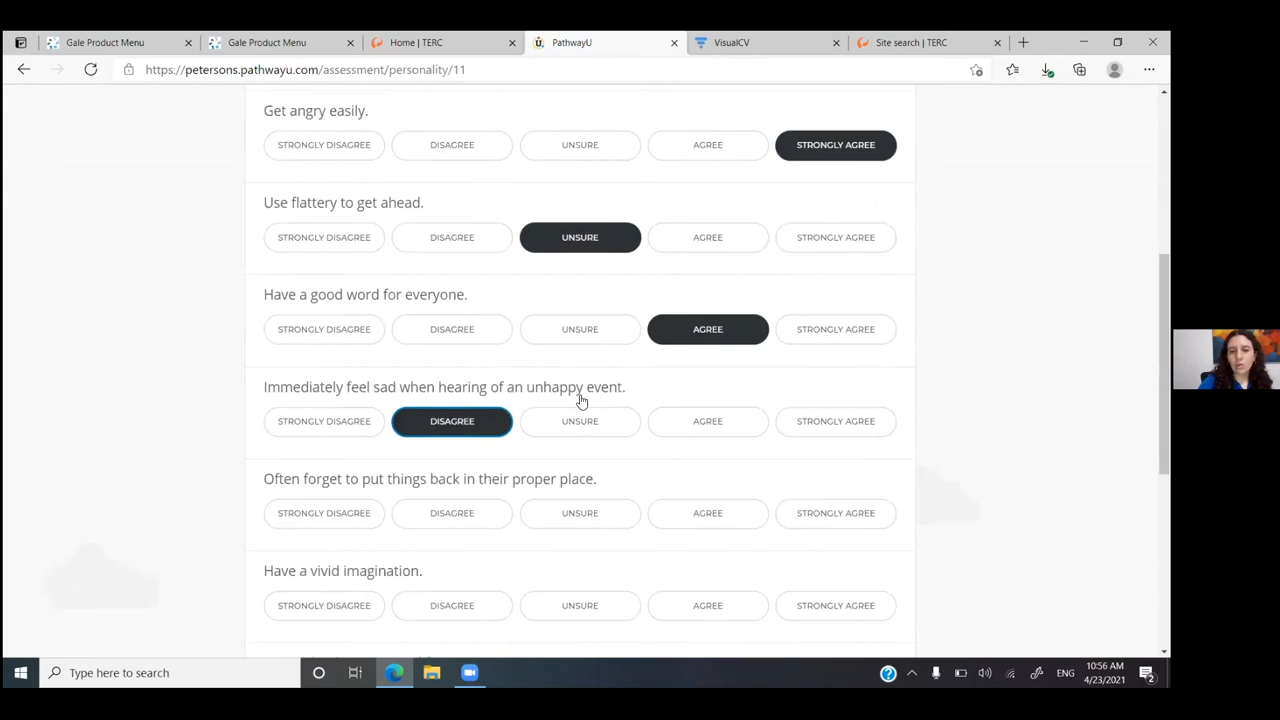 Gale Product Menu
Gale Product Menu
Home | TERC
PathwayU
VisualCV
Site search | TERC
https://petersons.pathwayu.com/assessment/personality/11
Get angry easily.
STRONGLY DISAGREE DISAGREE UNSURE AGREE STRONGLY AGREE
Use flattery to get ahead.
STRONGLY DISAGREE DISAGREE UNSURE AGREE STRONGLY AGREE
Have a good word for everyone.
STRONGLY DISAGREE DISAGREE UNSURE AGREE STRONGLY AGREE
Immediately feel sad when hearing of an unhappy event.
STRONGLY DISAGREE DISAGREE UNSURE AGREE STRONGLY AGREE
Often forget to put things back in their proper place.
STRONGLY DISAGREE DISAGREE UNSURE AGREE STRONGLY AGREE
Have a vivid imagination.
STRONGLY DISAGREE DISAGREE UNSURE AGREE STRONGLY AGREE
Type here to search
ENG
10:56 AM
4/23/2021
2